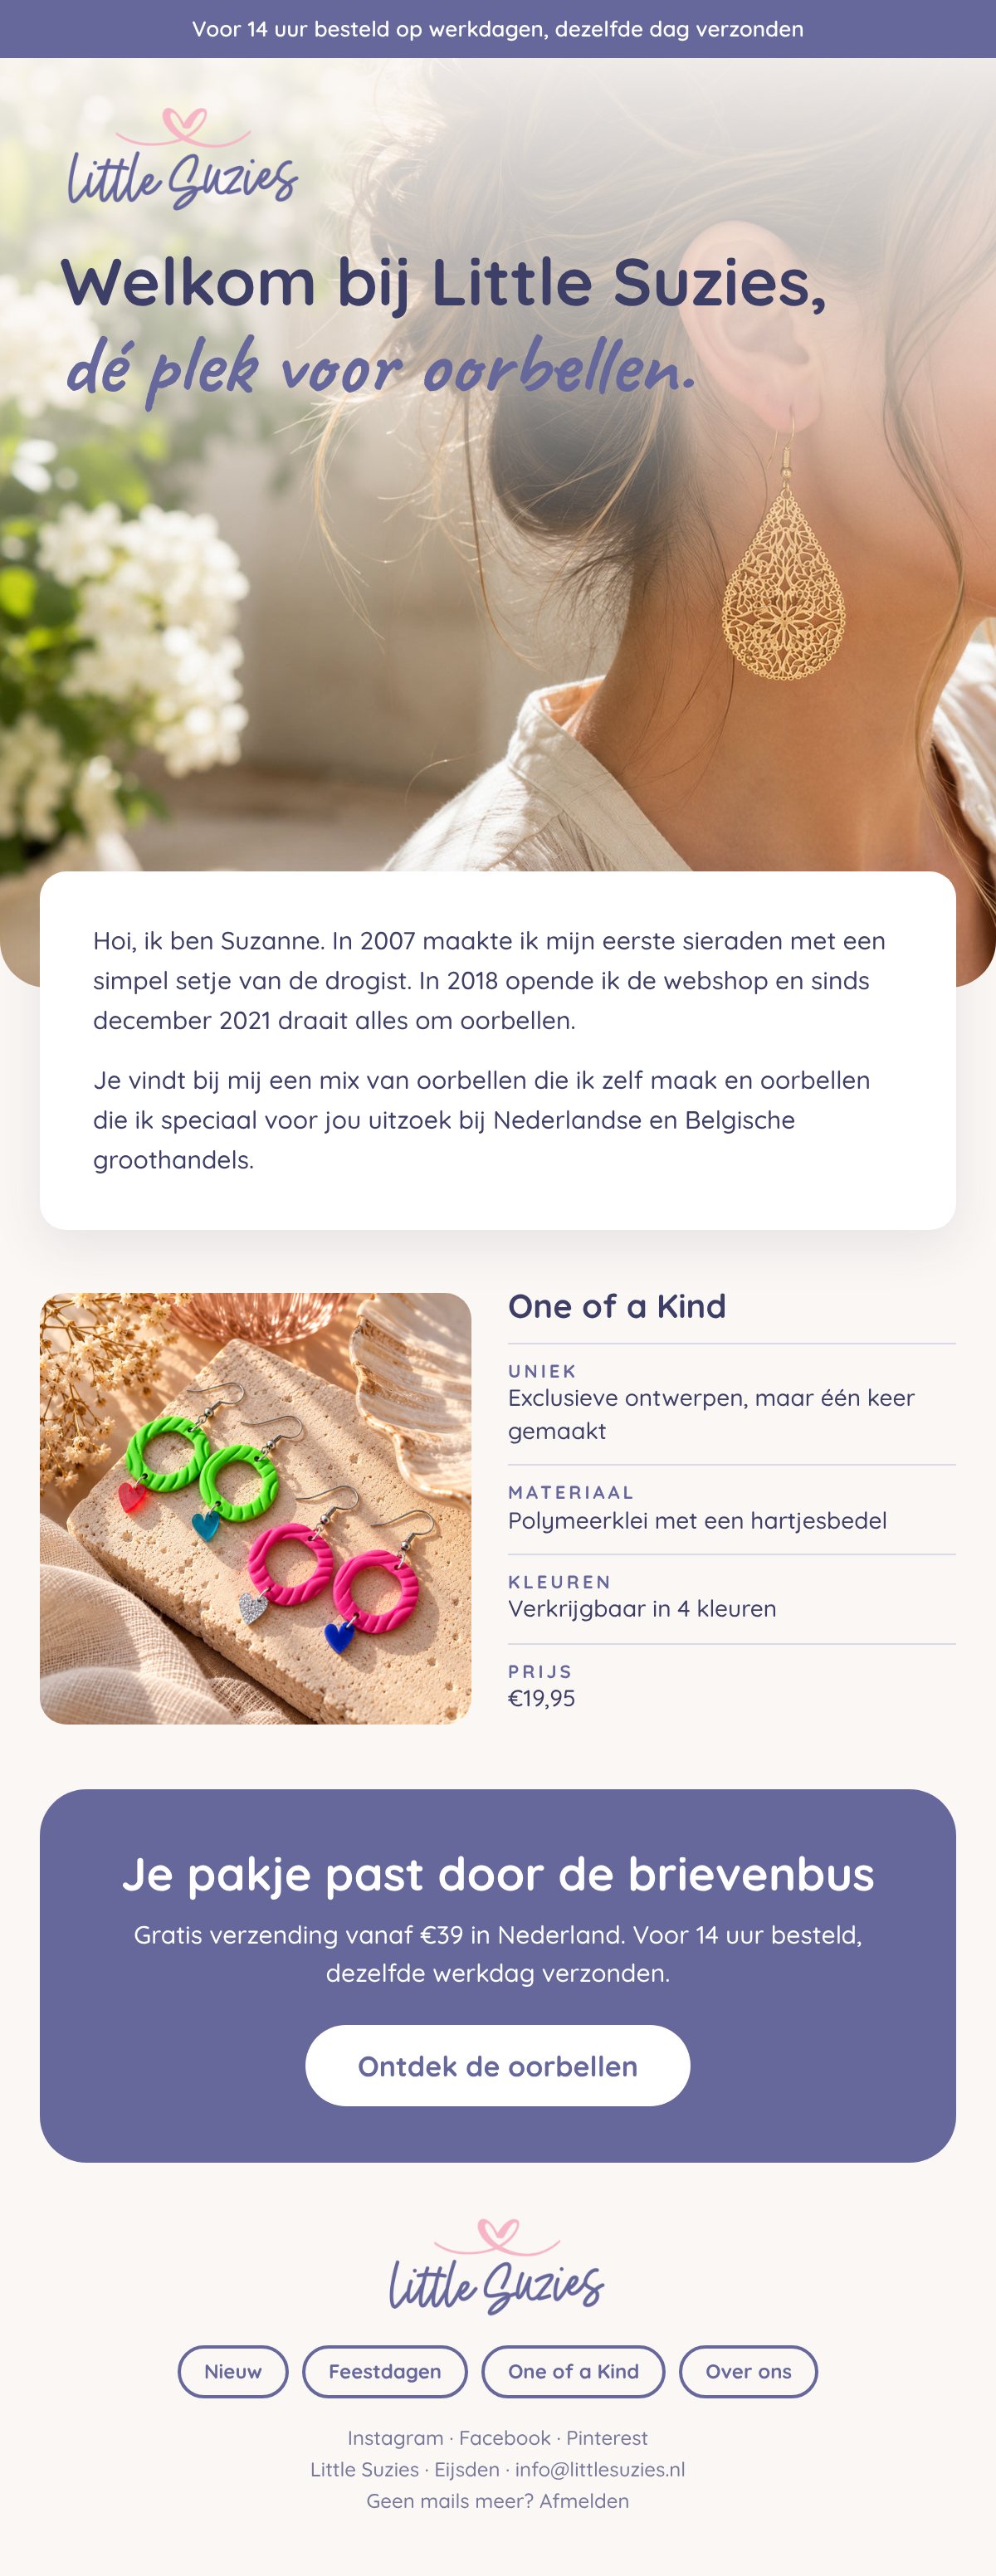 Voor 14 uur besteld op werkdagen, dezelfde dag verzonden
Little Suzies
Welkom bij Little Suzies,
dé plek voor oorbellen.
Hoi, ik ben Suzanne. In 2007 maakte ik mijn eerste sieraden met een
simpel setje van de drogist. In 2018 opende ik de webshop en sinds
december 2021 draait alles om oorbellen.
Je vindt bij mij een mix van oorbellen die ik zelf maak en oorbellen
die ik speciaal voor jou uitzoek bij Nederlandse en Belgische
groothandels.
One of a Kind
UNIEK
Exclusieve ontwerpen, maar één keer
gemaakt
MATERIAAL
Polymeerklei met een hartjesbedel
KLEUREN
Verkrijgbaar in 4 kleuren
PRIJS
€19,95
Je pakje past door de brievenbus
Gratis verzending vanaf €39 in Nederland. Voor 14 uur besteld,
dezelfde werkdag verzonden.
Ontdek de oorbellen
Little Suzies
Nieuw Feestdagen One of a Kind Over ons
Instagram · Facebook · Pinterest
Little Suzies · Eijsden · info@littlesuzies.nl
Geen mails meer? Afmelden